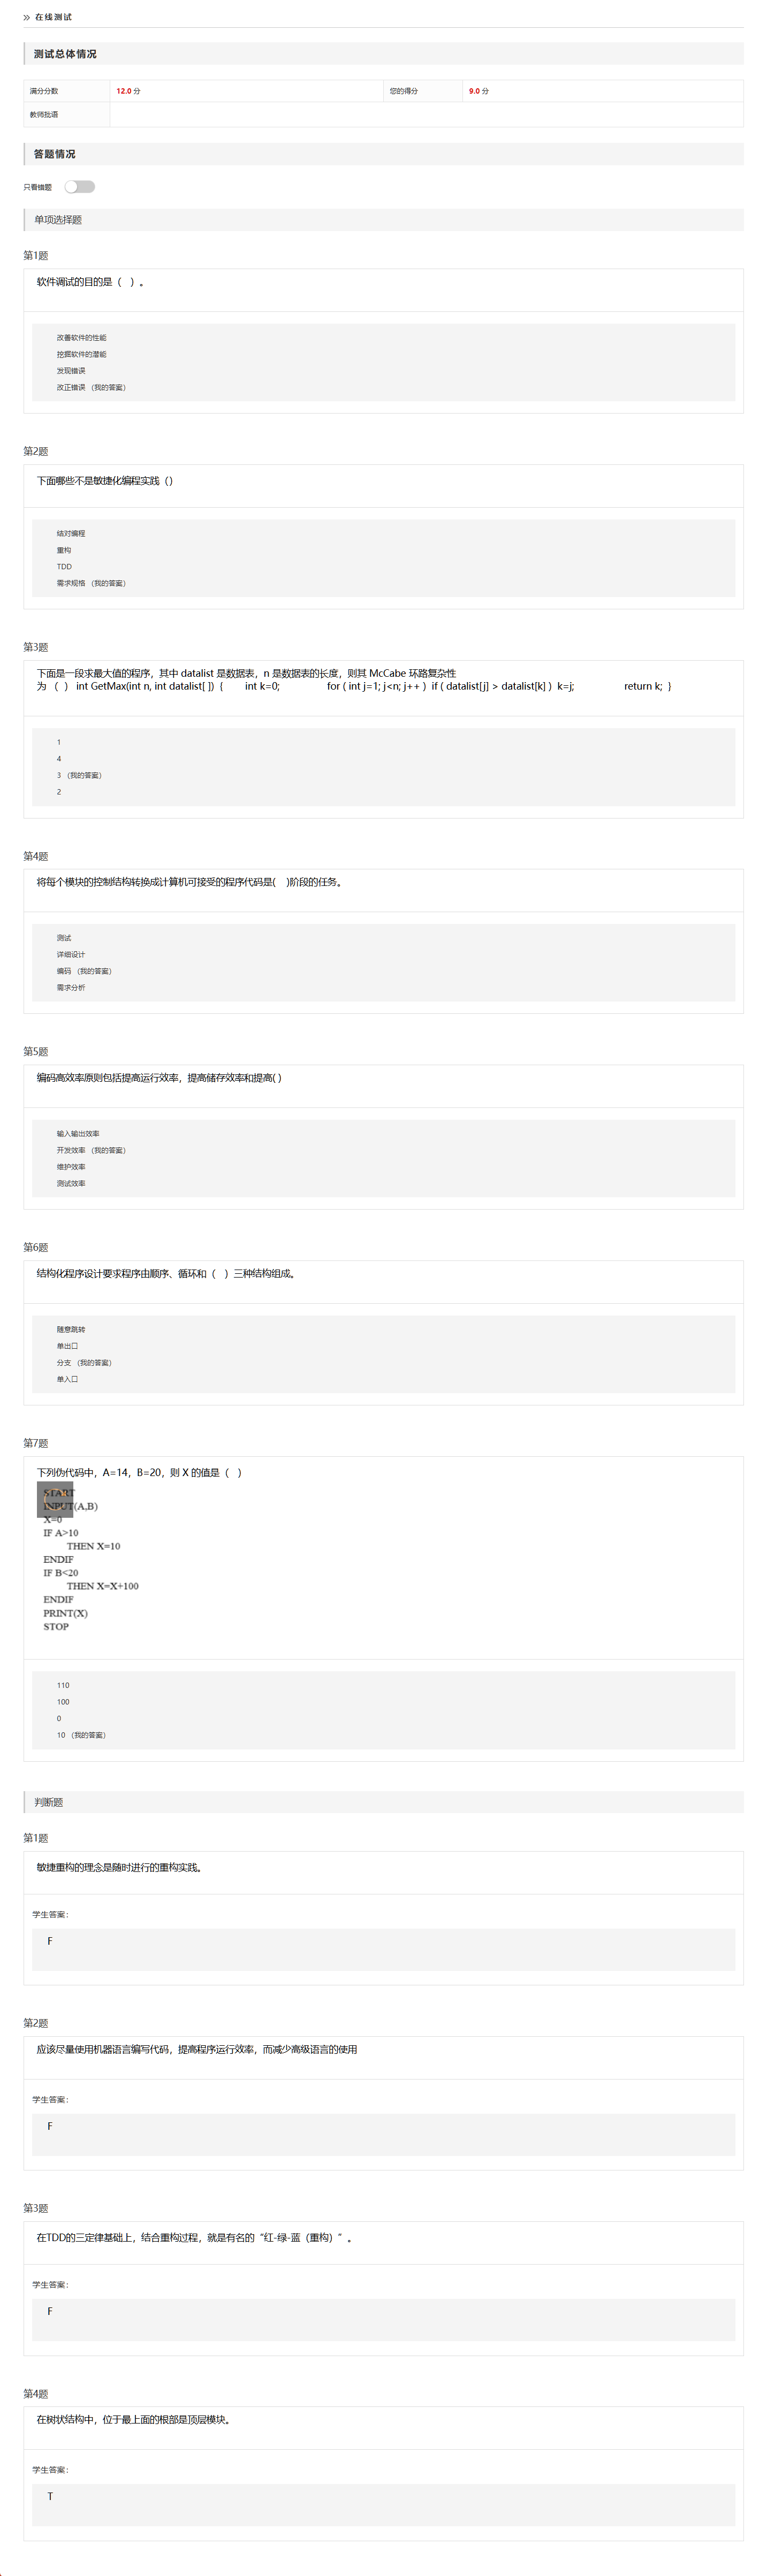 » 在线测试
测试总体情况
满分分数 12.0 分 您的得分 9.0 分
教师批语
答题情况
只看错题
单项选择题
第1题
软件调试的目的是（ ）。
改善软件的性能
挖掘软件的潜能
发现错误
改正错误 （我的答案）
第2题
下面哪些不是敏捷化编程实践（）
结对编程
重构
TDD
需求规格 （我的答案）
第3题
下面是一段求最大值的程序，其中 datalist 是数据表，n 是数据表的长度，则其 McCabe 环路复杂性
为 （ ） int GetMax(int n, int datalist[ ]) { int k=0; for ( int j=1; j<n; j++ ) if ( datalist[j] > datalist[k] ) k=j; return k; }
1
4
3 （我的答案）
2
第4题
将每个模块的控制结构转换成计算机可接受的程序代码是( )阶段的任务。
测试
详细设计
编码 （我的答案）
需求分析
第5题
编码高效率原则包括提高运行效率，提高储存效率和提高( )
输入输出效率
开发效率 （我的答案）
维护效率
测试效率
第6题
结构化程序设计要求程序由顺序、循环和（ ）三种结构组成。
随意跳转
单出口
分支 （我的答案）
单入口
第7题
下列伪代码中，A=14，B=20，则 X 的值是（ ）
START
INPUT(A,B)
X=0
IF A>10
THEN X=10
ENDIF
IF B<20
THEN X=X+100
ENDIF
PRINT(X)
STOP
110
100
0
10 （我的答案）
判断题
第1题
敏捷重构的理念是随时进行的重构实践。
学生答案：
F
第2题
应该尽量使用机器语言编写代码，提高程序运行效率，而减少高级语言的使用
学生答案：
F
第3题
在TDD的三定律基础上，结合重构过程，就是有名的“红-绿-蓝（重构）”。
学生答案：
F
第4题
在树状结构中，位于最上面的根部是顶层模块。
学生答案：
T